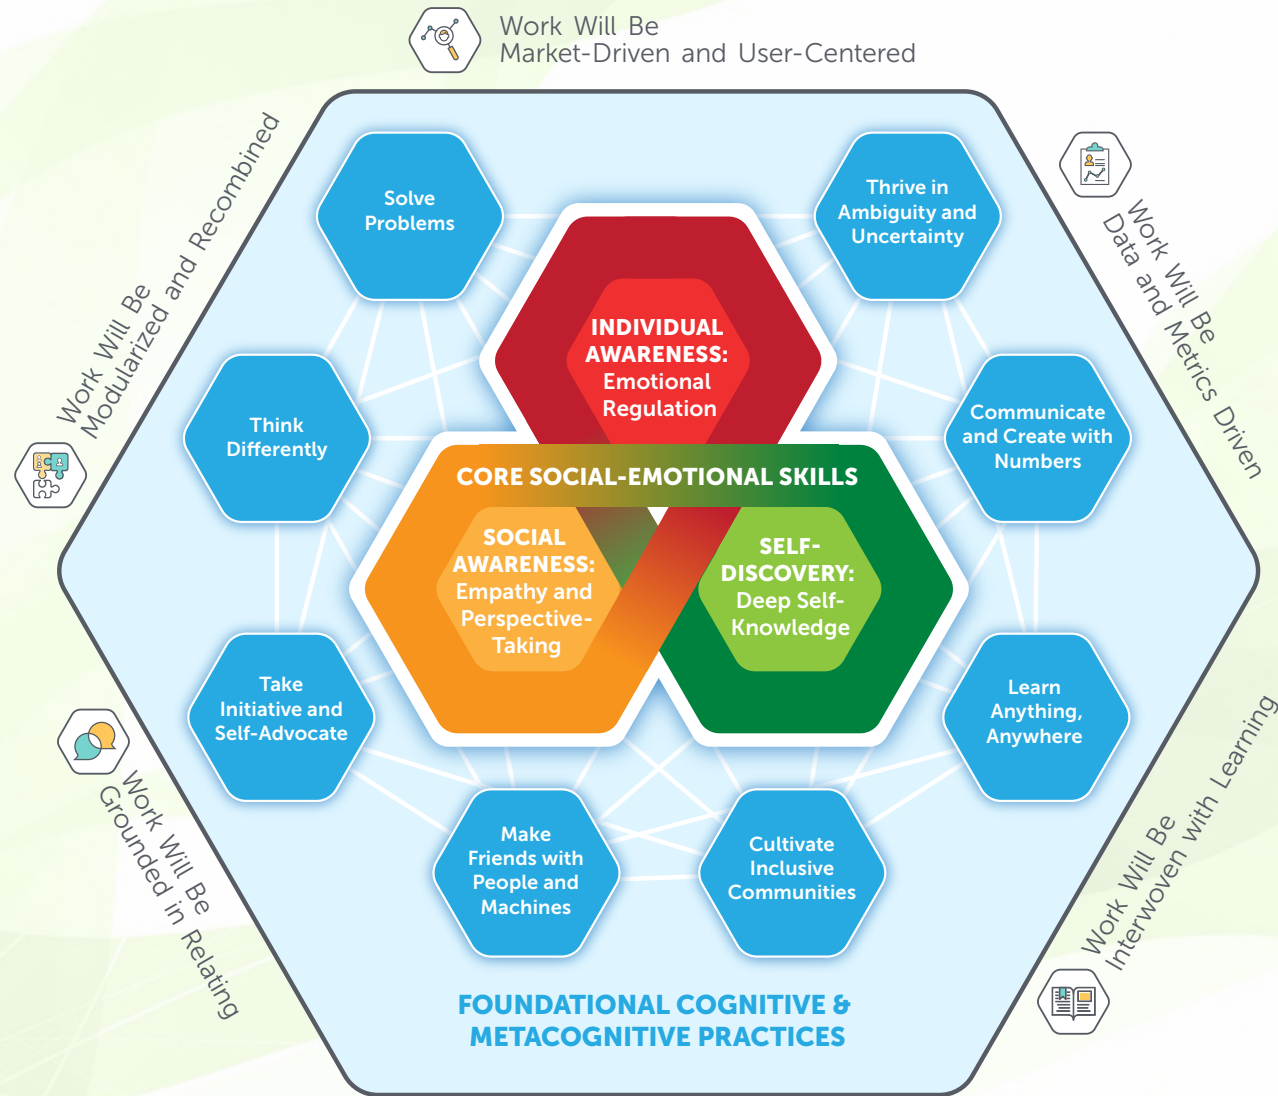 Work Will Be
Market-Driven and User-Centered
Work Will Be
Modularized and Recombined
Work Will Be
Data and Metrics Driven
Solve
Problems
Thrive in
Ambiguity and
Uncertainty
INDIVIDUAL
AWARENESS:
Emotional
Regulation
Think
Differently
Communicate
and Create with
Numbers
CORE SOCIAL-EMOTIONAL SKILLS
SOCIAL
AWARENESS:
Empathy and
Perspective-
Taking
SELF-
DISCOVERY:
Deep Self-
Knowledge
Take
Initiative and
Self-Advocate
Learn
Anything,
Anywhere
Make
Friends with
People and
Machines
Cultivate
Inclusive
Communities
Work Will Be
Grounded in Relating
Work Will Be
Interwoven with Learning
FOUNDATIONAL COGNITIVE &
METACOGNITIVE PRACTICES